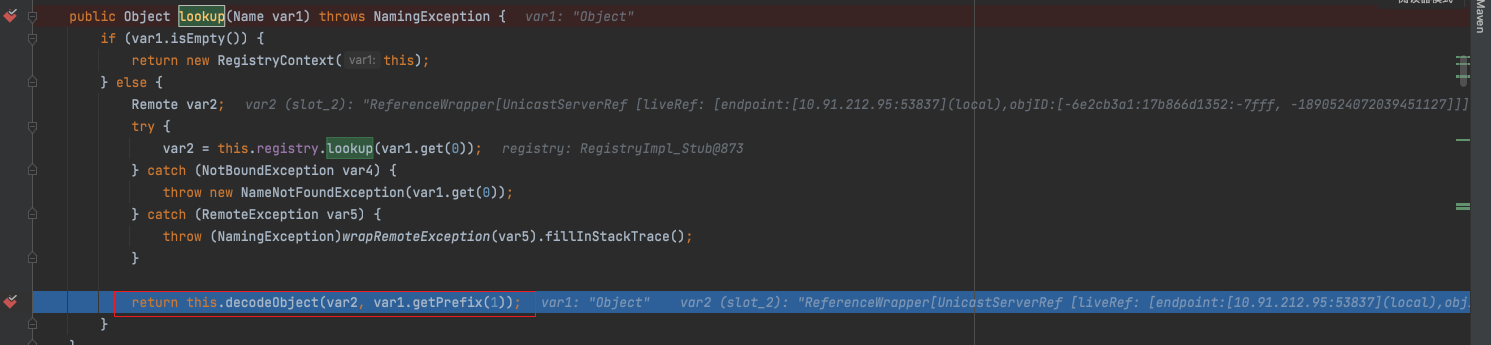 public Object lookup(Name var1) throws NamingException {   var1: "Object"
    if (var1.isEmpty()) {
        return new RegistryContext( var1: this);
    } else {
        Remote var2;   var2 (slot_2): "ReferenceWrapper[UnicastServerRef [liveRef: [endpoint:[10.91.212.95:53837](local),objID:[-6e2cb3a1:17b866d1352:-7fff, -1890524072039451127]]]
        try {
            var2 = this.registry.lookup(var1.get(0));   registry: RegistryImpl_Stub@873
        } catch (NotBoundException var4) {
            throw new NameNotFoundException(var1.get(0));
        } catch (RemoteException var5) {
            throw (NamingException)wrapRemoteException(var5).fillInStackTrace();
        }
        return this.decodeObject(var2, var1.getPrefix(1));   var1: "Object"   var2 (slot_2): "ReferenceWrapper[UnicastServerRef [liveRef: [endpoint:[10.91.212.95:53837](local),obj
    }
Maven